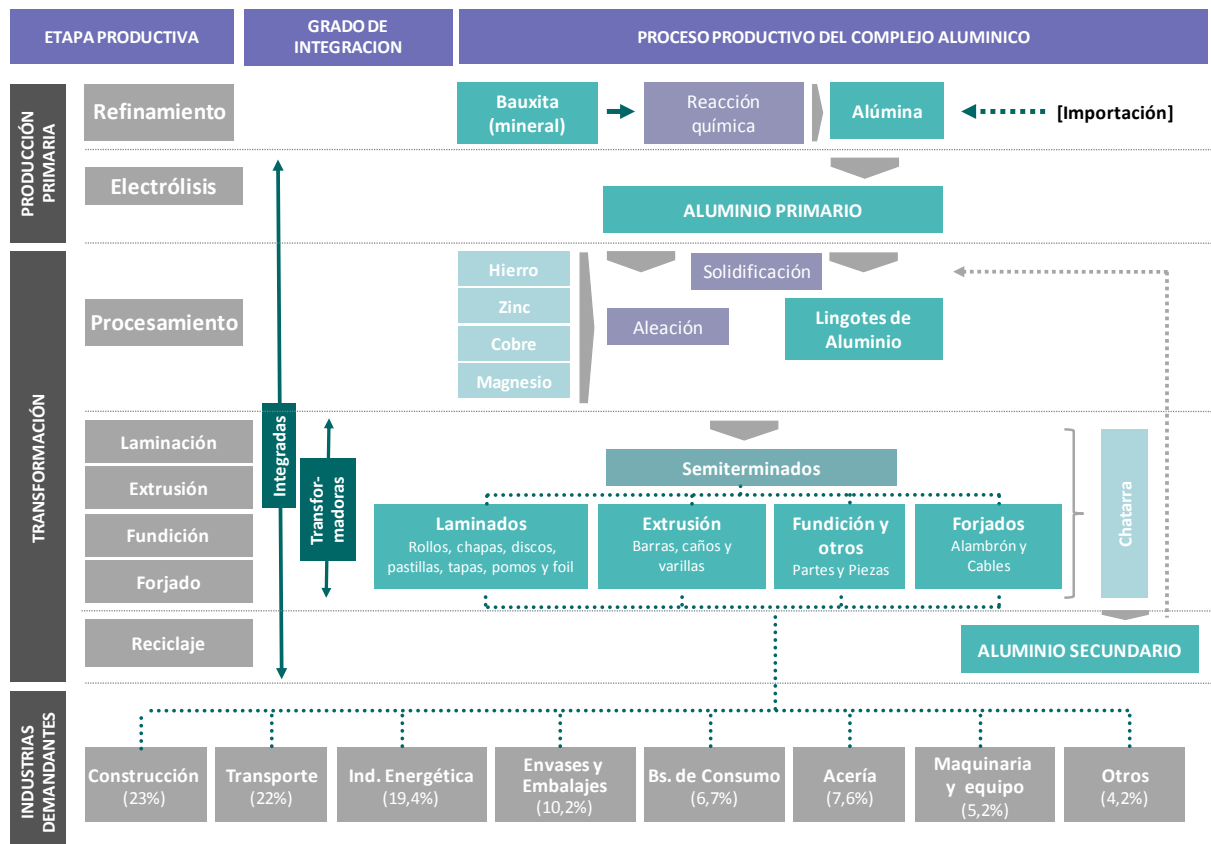 ETAPA PRODUCTIVA
GRADO DE
INTEGRACION
PROCESO PRODUCTIVO DEL COMPLEJO ALUMINICO
PRODUCCIÓN
PRIMARIA
Refinamiento
Bauxita
(mineral)
Reacción
química
Alúmina
[Importación]
Electrólisis
ALUMINIO PRIMARIO
TRANSFORMACIÓN
Procesamiento
Hierro
Zinc
Cobre
Magnesio
Solidificación
Aleación
Lingotes de
Aluminio
Integradas
Transfor-
madoras
Laminación
Extrusión
Fundición
Forjado
Semiterminados
Laminados
Rollos, chapas, discos,
pastillas, tapas, pomos y foil
Extrusión
Barras, caños y
varillas
Fundición y
otros
Partes y Piezas
Forjados
Alambrón y
Cables
Chatarra
Reciclaje
ALUMINIO SECUNDARIO
INDUSTRIAS
DEMANDANTES
Construcción
(23%)
Transporte
(22%)
Ind. Energética
(19,4%)
Envases y
Embalajes
(10,2%)
Bs. de Consumo
(6,7%)
Acería
(7,6%)
Maquinaria
y equipo
(5,2%)
Otros
(4,2%)